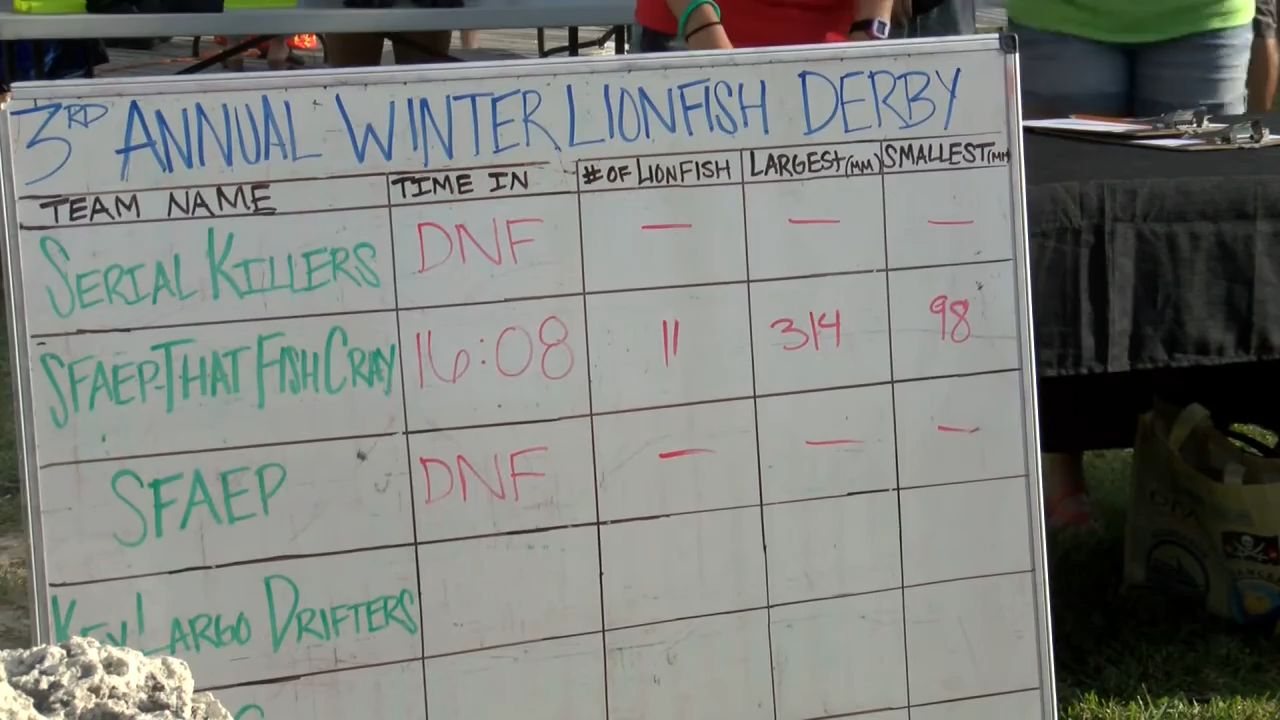 3RD ANNUAL WINTER LIONFISH DERBY
TEAM NAME TIME IN # OF LIONFISH LARGEST(MM) SMALLEST(MM)
SERIAL KILLERS DNF — — —
SFAEP-THAT FISH CRAY 16:08 11 314 98
SFAEP DNF — — —
KEY LARGO DRIFTERS